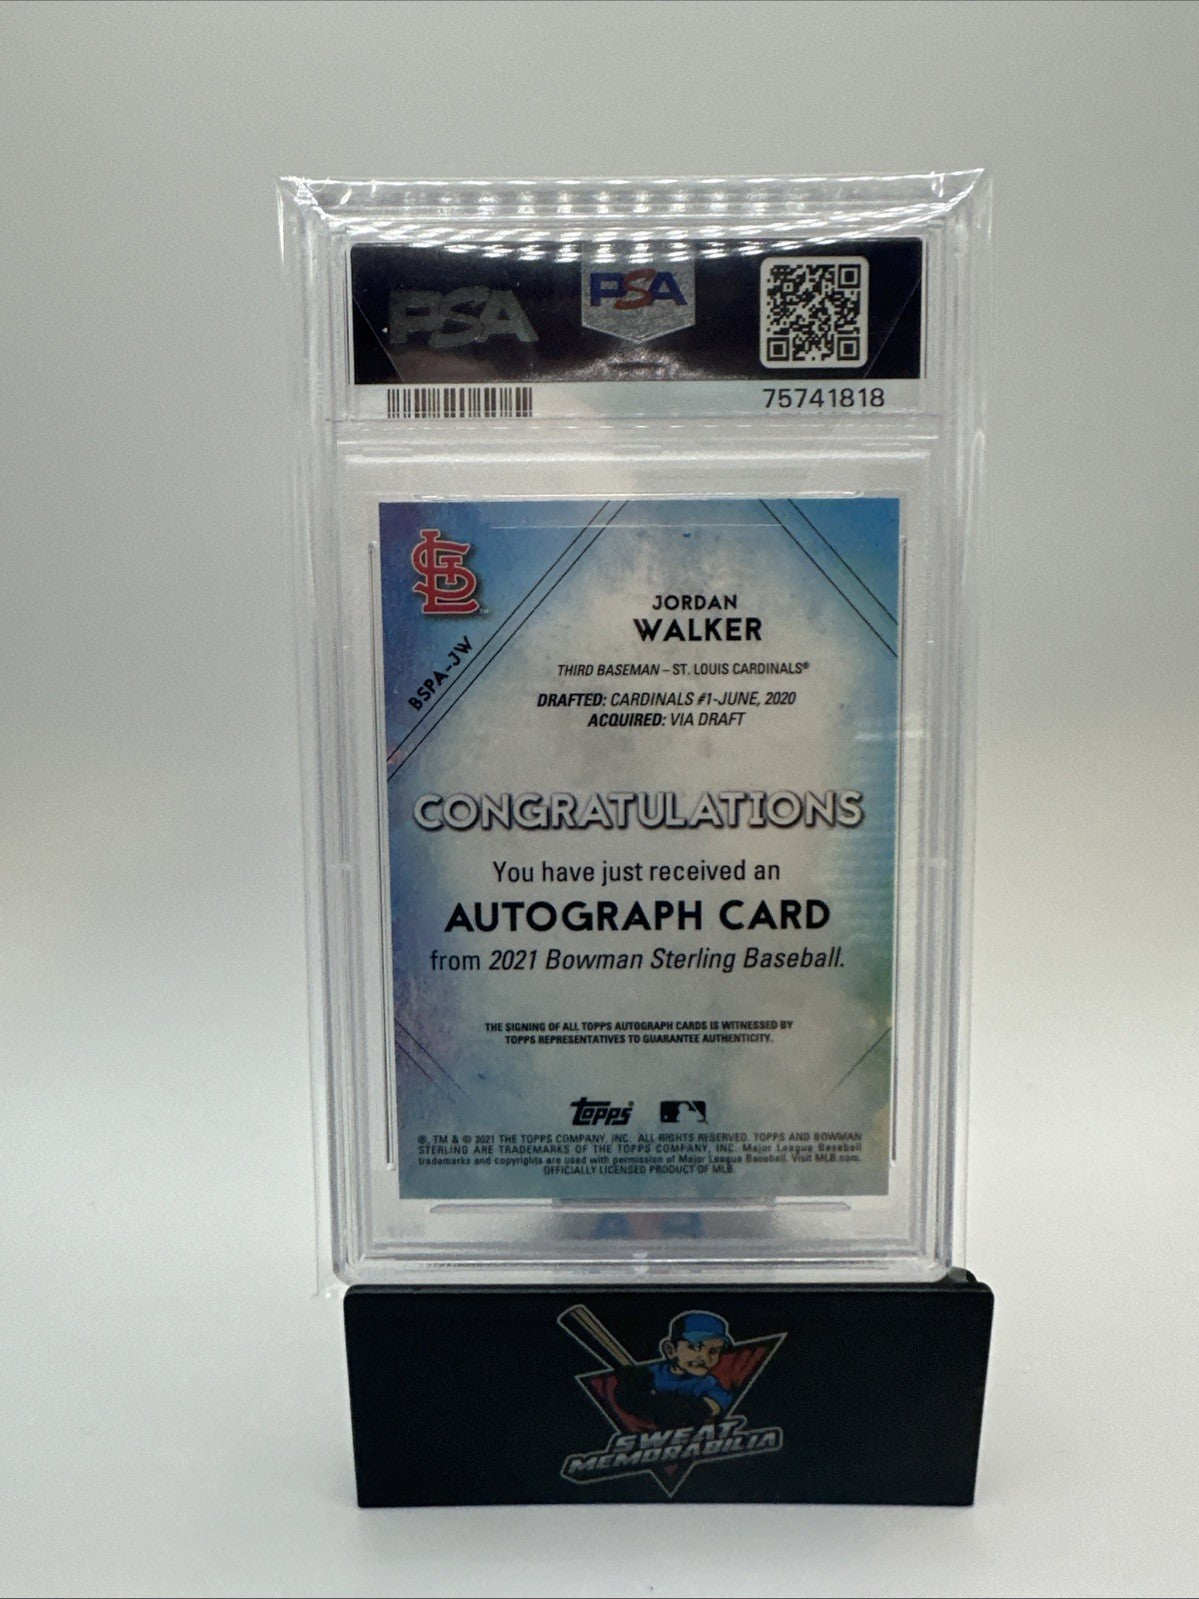 PSA
PSA
75741818
STL
BSPA-JW
JORDAN
WALKER
THIRD BASEMAN – ST. LOUIS CARDINALS®
DRAFTED: CARDINALS #1-JUNE, 2020
ACQUIRED: VIA DRAFT
CONGRATULATIONS
You have just received an
AUTOGRAPH CARD
from 2021 Bowman Sterling Baseball.
THE SIGNING OF ALL TOPPS AUTOGRAPH CARDS IS WITNESSED BY
TOPPS REPRESENTATIVES TO GUARANTEE AUTHENTICITY.
Topps®
®, TM & © 2021 THE TOPPS COMPANY, INC. ALL RIGHTS RESERVED. TOPPS AND BOWMAN
STERLING ARE TRADEMARKS OF THE TOPPS COMPANY, INC. Major League Baseball
trademarks and copyrights are used with permission of Major League Baseball. Visit MLB.com.
OFFICIALLY LICENSED PRODUCT OF MLB.
SWEAT
MEMORABILIA